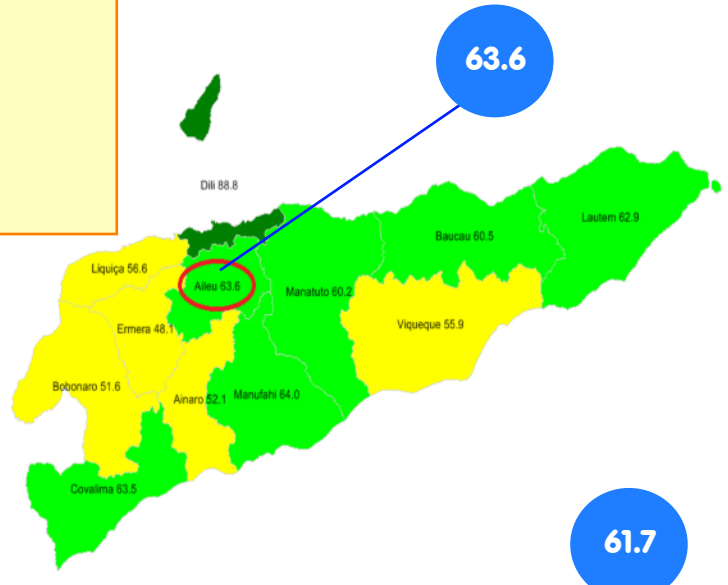 63.6
Dili 88.8
Lautem 62.9
Baucau 60.5
Liquiça 56.6
Aileu 63.6
Manatuto 60.2
Ermera 48.1
Viqueque 55.9
Bobonaro 51.6
Ainaro 52.1
Manufahi 64.0
Covalima 63.5
61.7